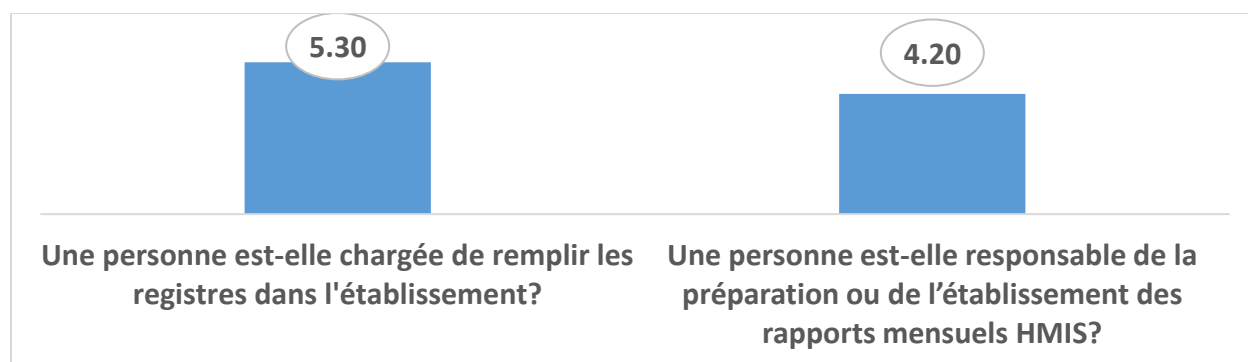 5.30
4.20
Une personne est-elle chargée de remplir les
registres dans l'établissement?
Une personne est-elle responsable de la
préparation ou de l’établissement des
rapports mensuels HMIS?